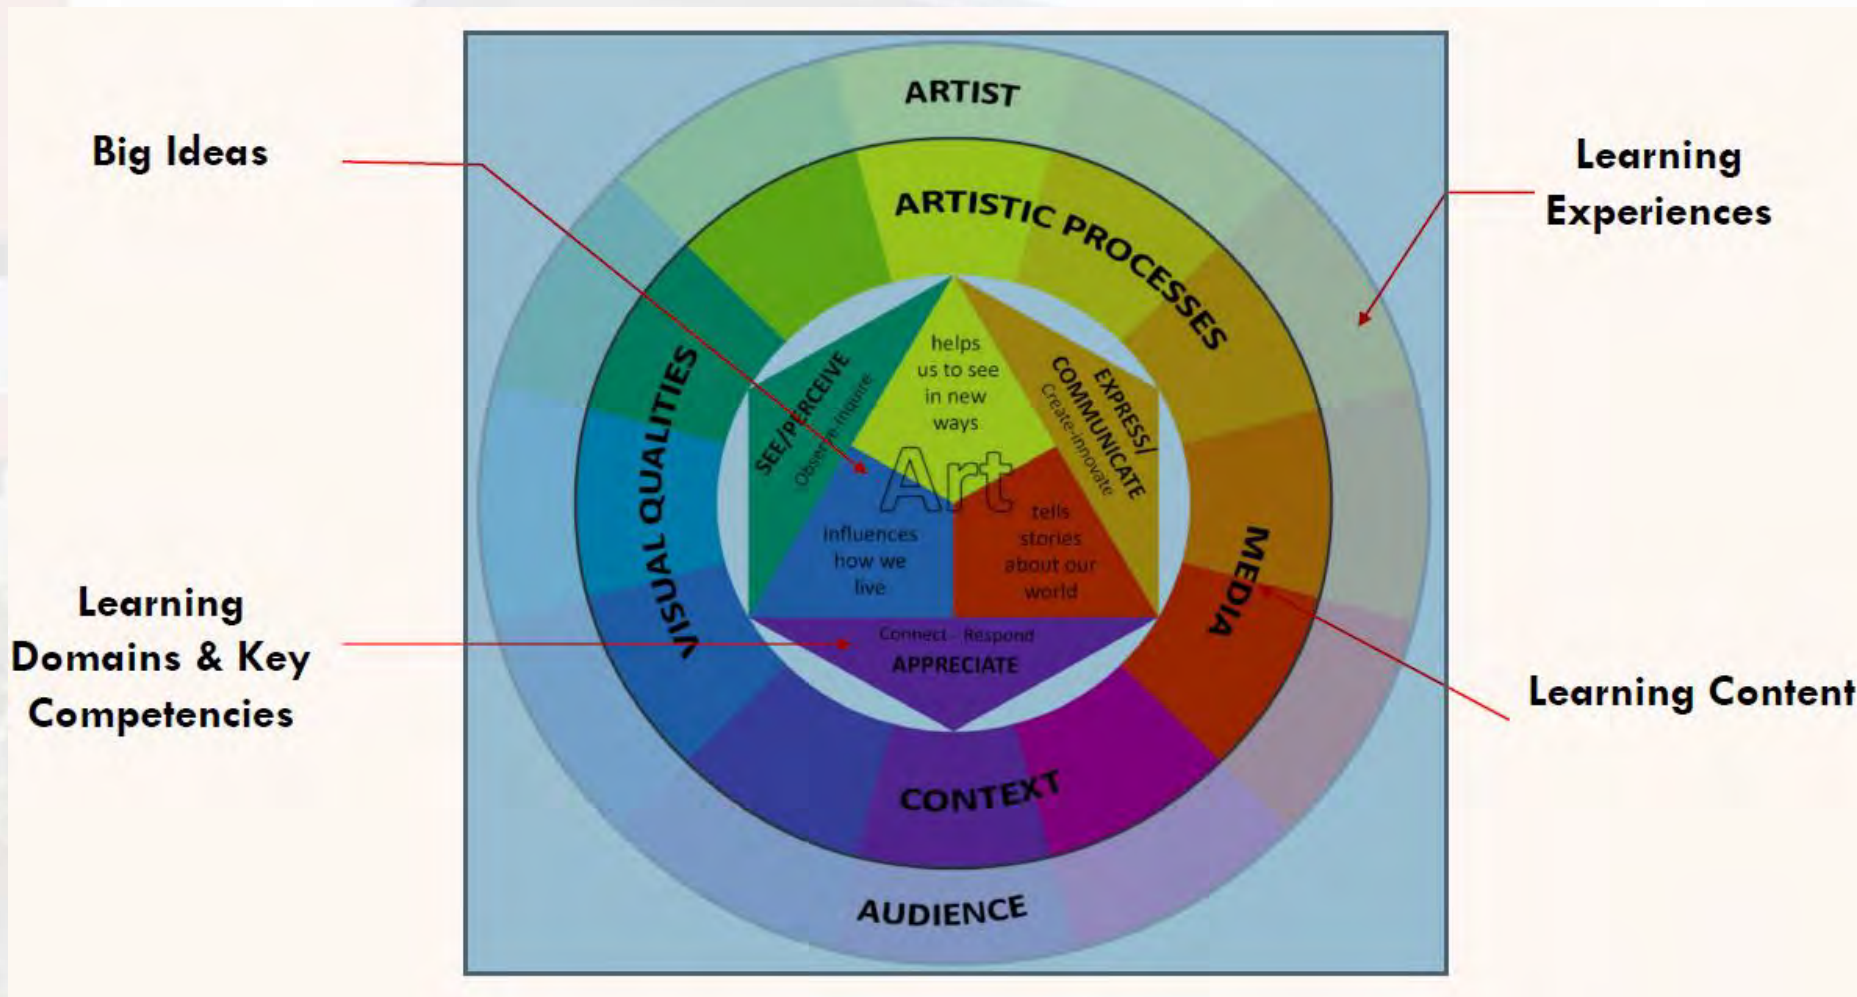 Big Ideas
Learning
Domains & Key
Competencies
ARTIST
ARTISTIC PROCESSES
VISUAL QUALITIES
MEDIA
CONTEXT
AUDIENCE
SEE/PERCEIVE
Observe-inquire
helps
us to see
in new
ways
EXPRESS/
COMMUNICATE
Create-innovate
Art
influences
how we
live
tells
stories
about our
world
Connect - Respond
APPRECIATE
Learning
Experiences
Learning Content